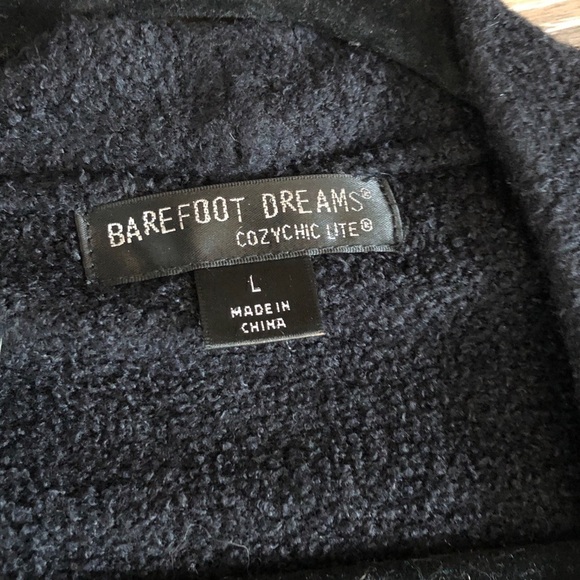 BAREFOOT DREAMS®
COZYCHIC LITE®
L
MADE IN
CHINA